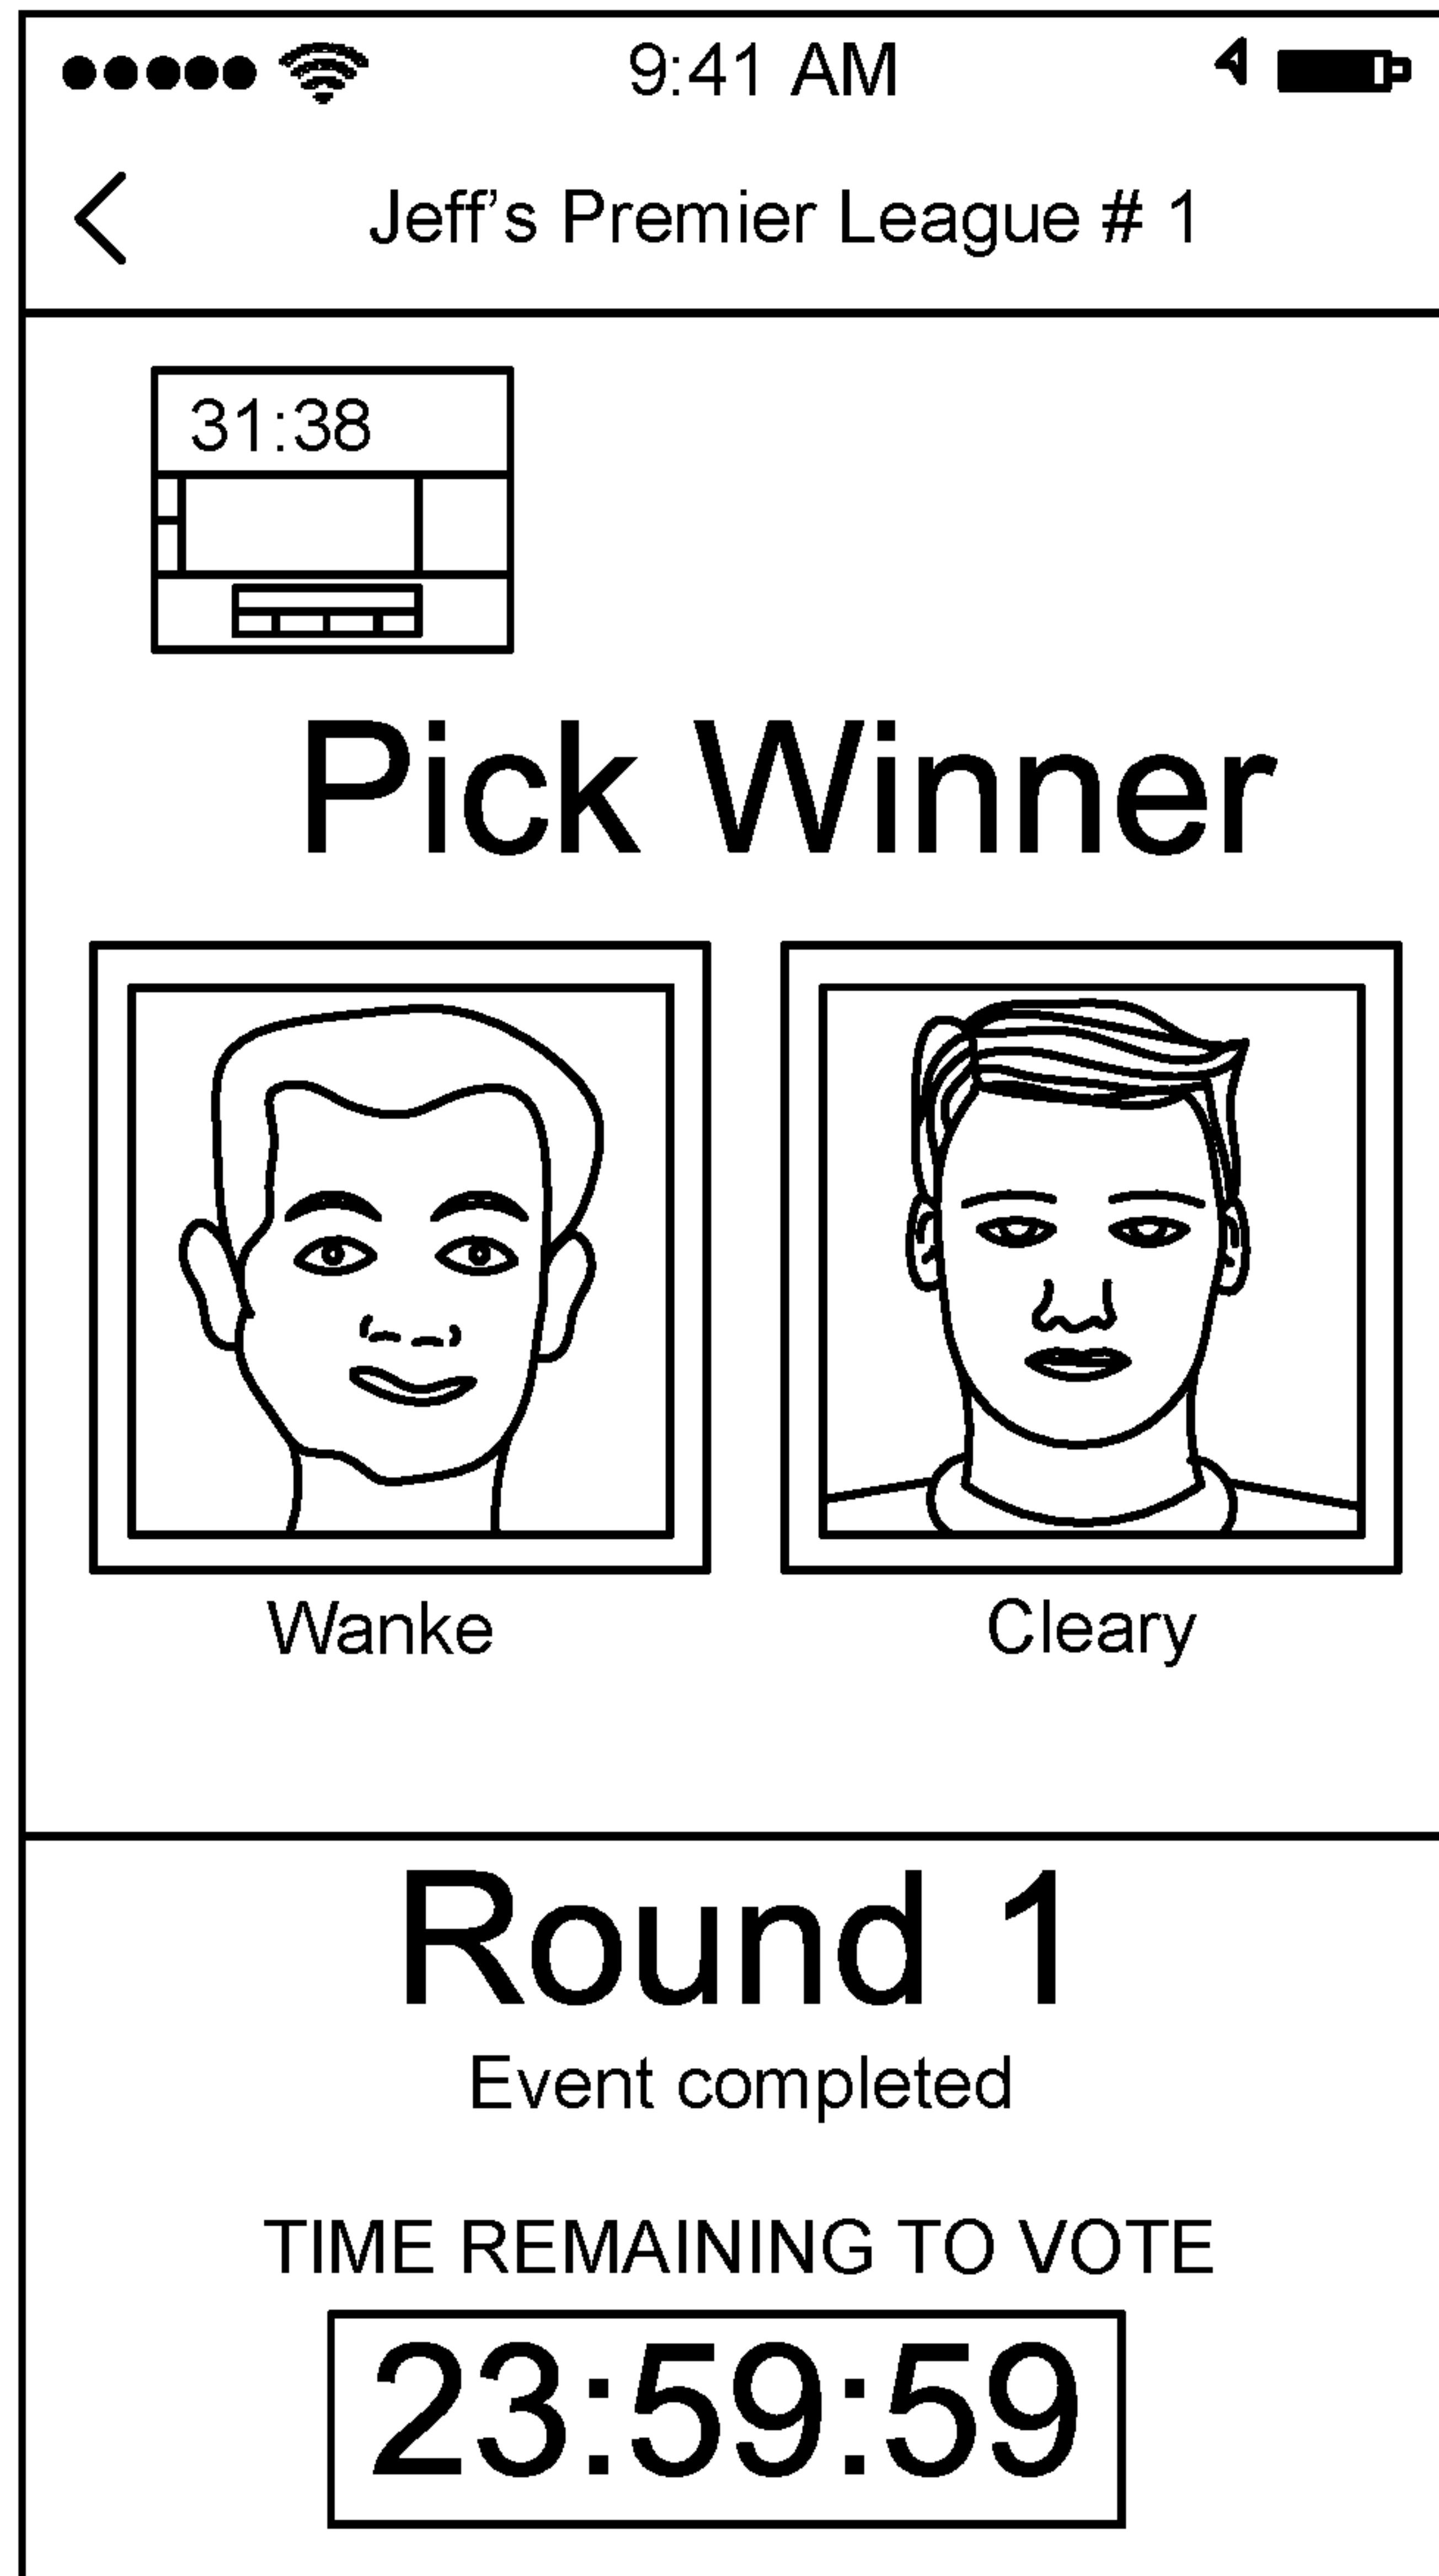 9:41 AM
Jeff's Premier League # 1
31:38
Pick Winner
Wanke
Cleary
Round 1
Event completed
TIME REMAINING TO VOTE
23:59:59